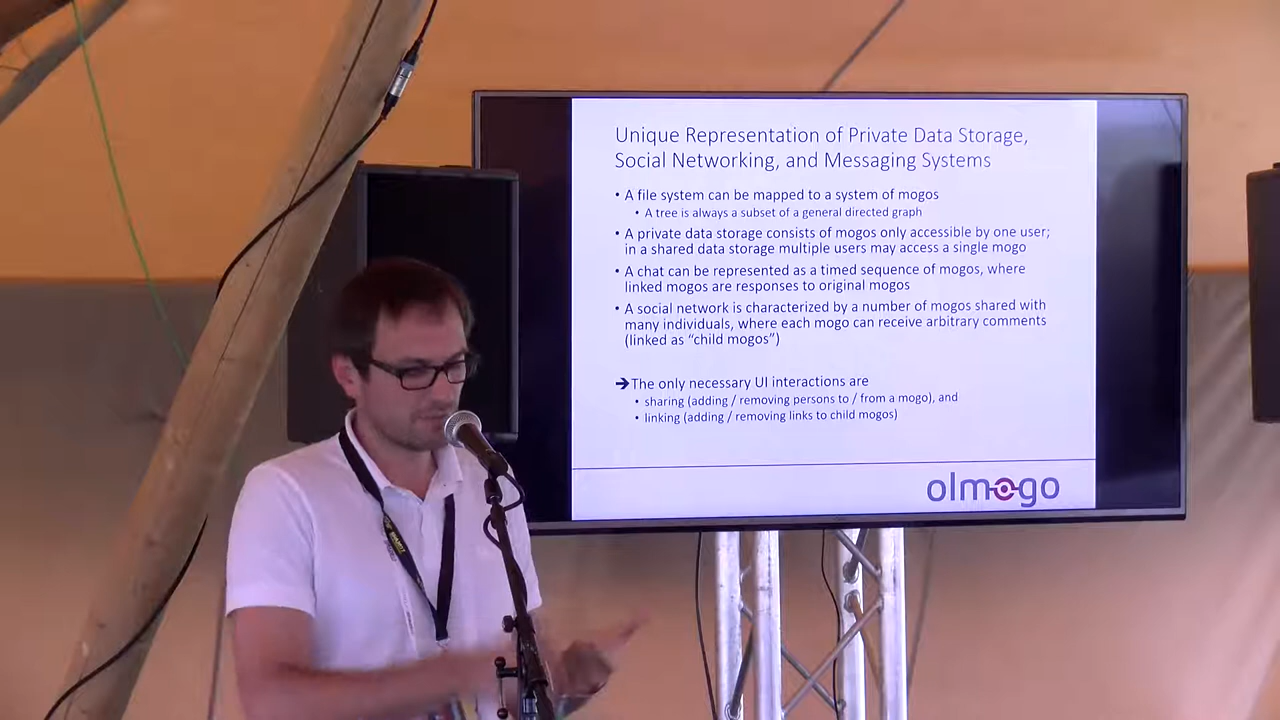 Unique Representation of Private Data Storage,
Social Networking, and Messaging Systems
• A file system can be mapped to a system of mogos
• A tree is always a subset of a general directed graph
• A private data storage consists of mogos only accessible by one user;
in a shared data storage multiple users may access a single mogo
• A chat can be represented as a timed sequence of mogos, where
linked mogos are responses to original mogos
• A social network is characterized by a number of mogos shared with
many individuals, where each mogo can receive arbitrary comments
(linked as “child mogos”)
➔The only necessary UI interactions are
• sharing (adding / removing persons to / from a mogo), and
• linking (adding / removing links to child mogos)
olmogo